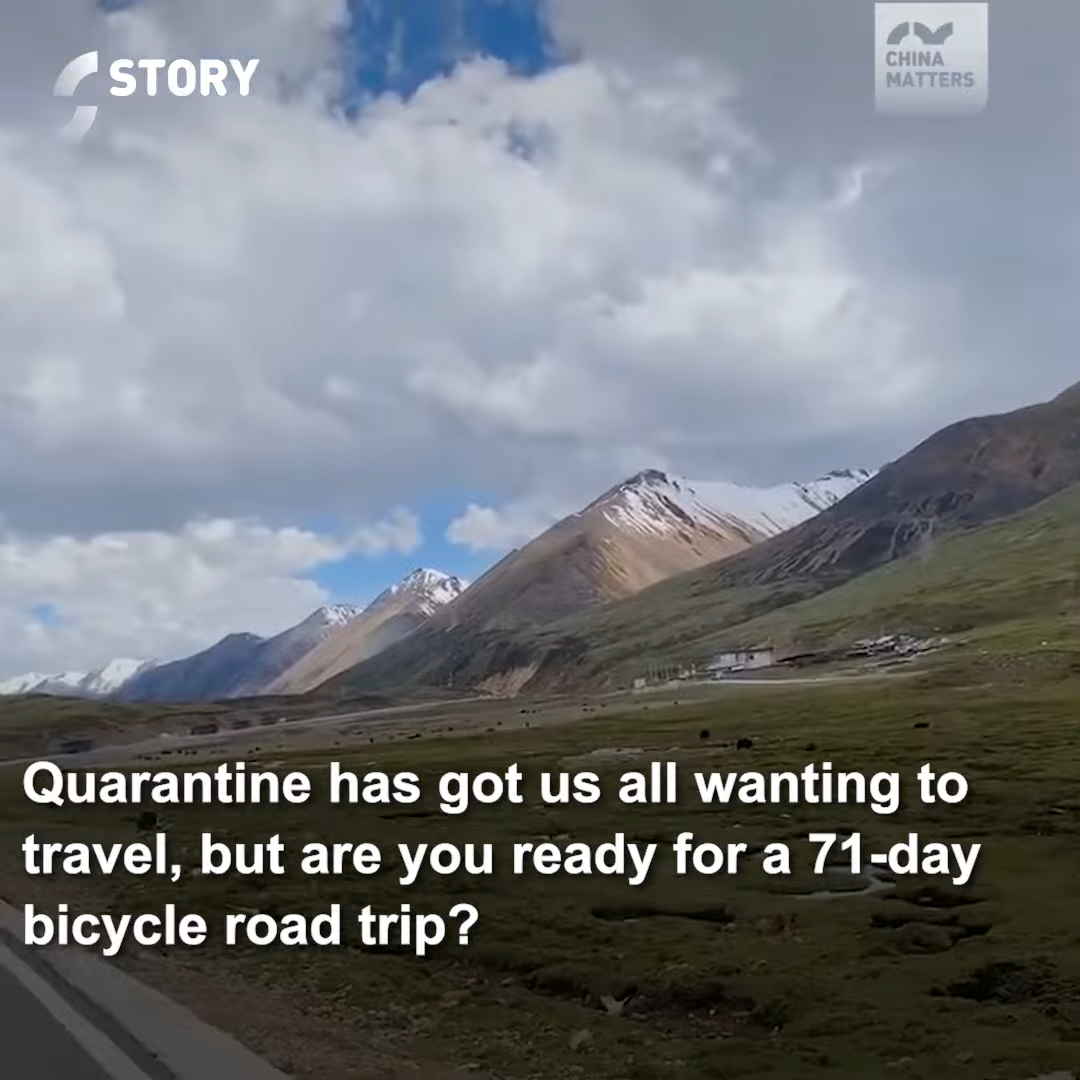 STORY
CHINA
MATTERS
Quarantine has got us all wanting to
travel, but are you ready for a 71-day
bicycle road trip?